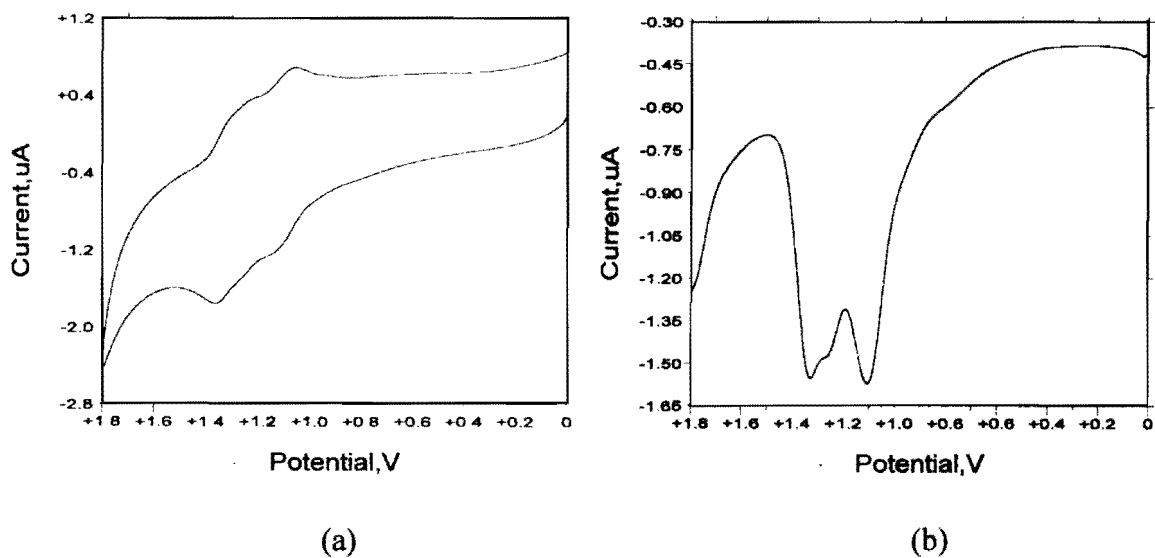 +1.2
+0.4
-0.4
-1.2
-2.0
-2.8
Current,uA
+1 8 +1 6 +1.4 +1.2 +1.0 +0.8 +0.6 +0 4 +0.2 0
Potential,V
(a)
-0.30
-0.45
-0.60
-0.75
-0.90
-1.05
-1.20
-1.35
-1.50
-1.65
Current,uA
+1.8 +1.6 +1.4 +1.2 +1.0 +0.8 +0.6 +0.4 +0.2 0
Potential,V
(b)